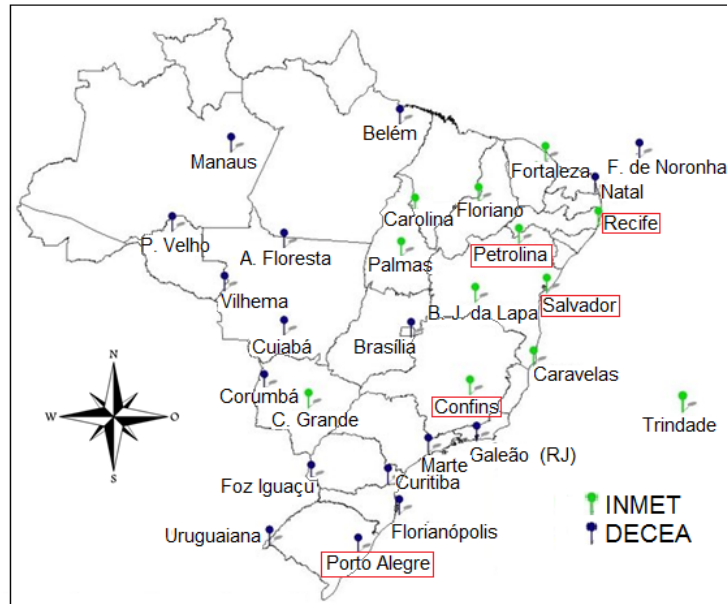 Belém
Manaus
Fortaleza
F. de Noronha
Natal
Carolina
Floriano
Recife
P. Velho
A. Floresta
Palmas
Petrolina
Vilhema
B. J. da Lapa
Salvador
Cuiabá
Brasília
Caravelas
N
Corumbá
C. Grande
Confins
W
O
Trindade
S
Marte
Galeão (RJ)
Foz Iguaçu
Curitiba
INMET
Uruguaiana
Florianópolis
DECEA
Porto Alegre